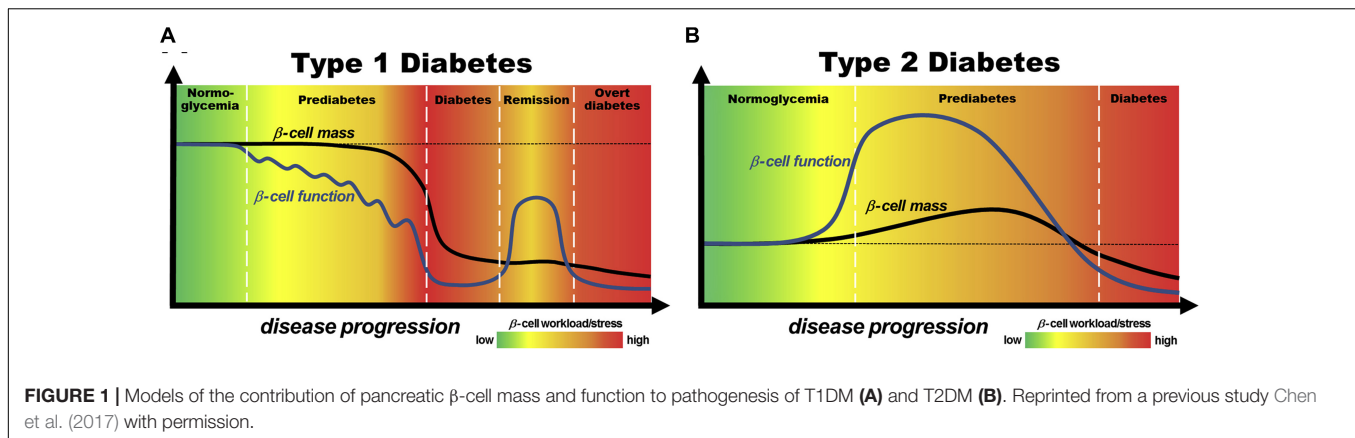 A
Type 1 Diabetes
Normo-
glycemia
Prediabetes
Diabetes
Remission
Overt
diabetes
β-cell mass
β-cell function
disease progression
β-cell workload/stress
low
high
B
Type 2 Diabetes
Normoglycemia
Prediabetes
Diabetes
β-cell function
β-cell mass
disease progression
β-cell workload/stress
low
high
FIGURE 1 | Models of the contribution of pancreatic β-cell mass and function to pathogenesis of T1DM (A) and T2DM (B). Reprinted from a previous study Chen
et al. (2017) with permission.